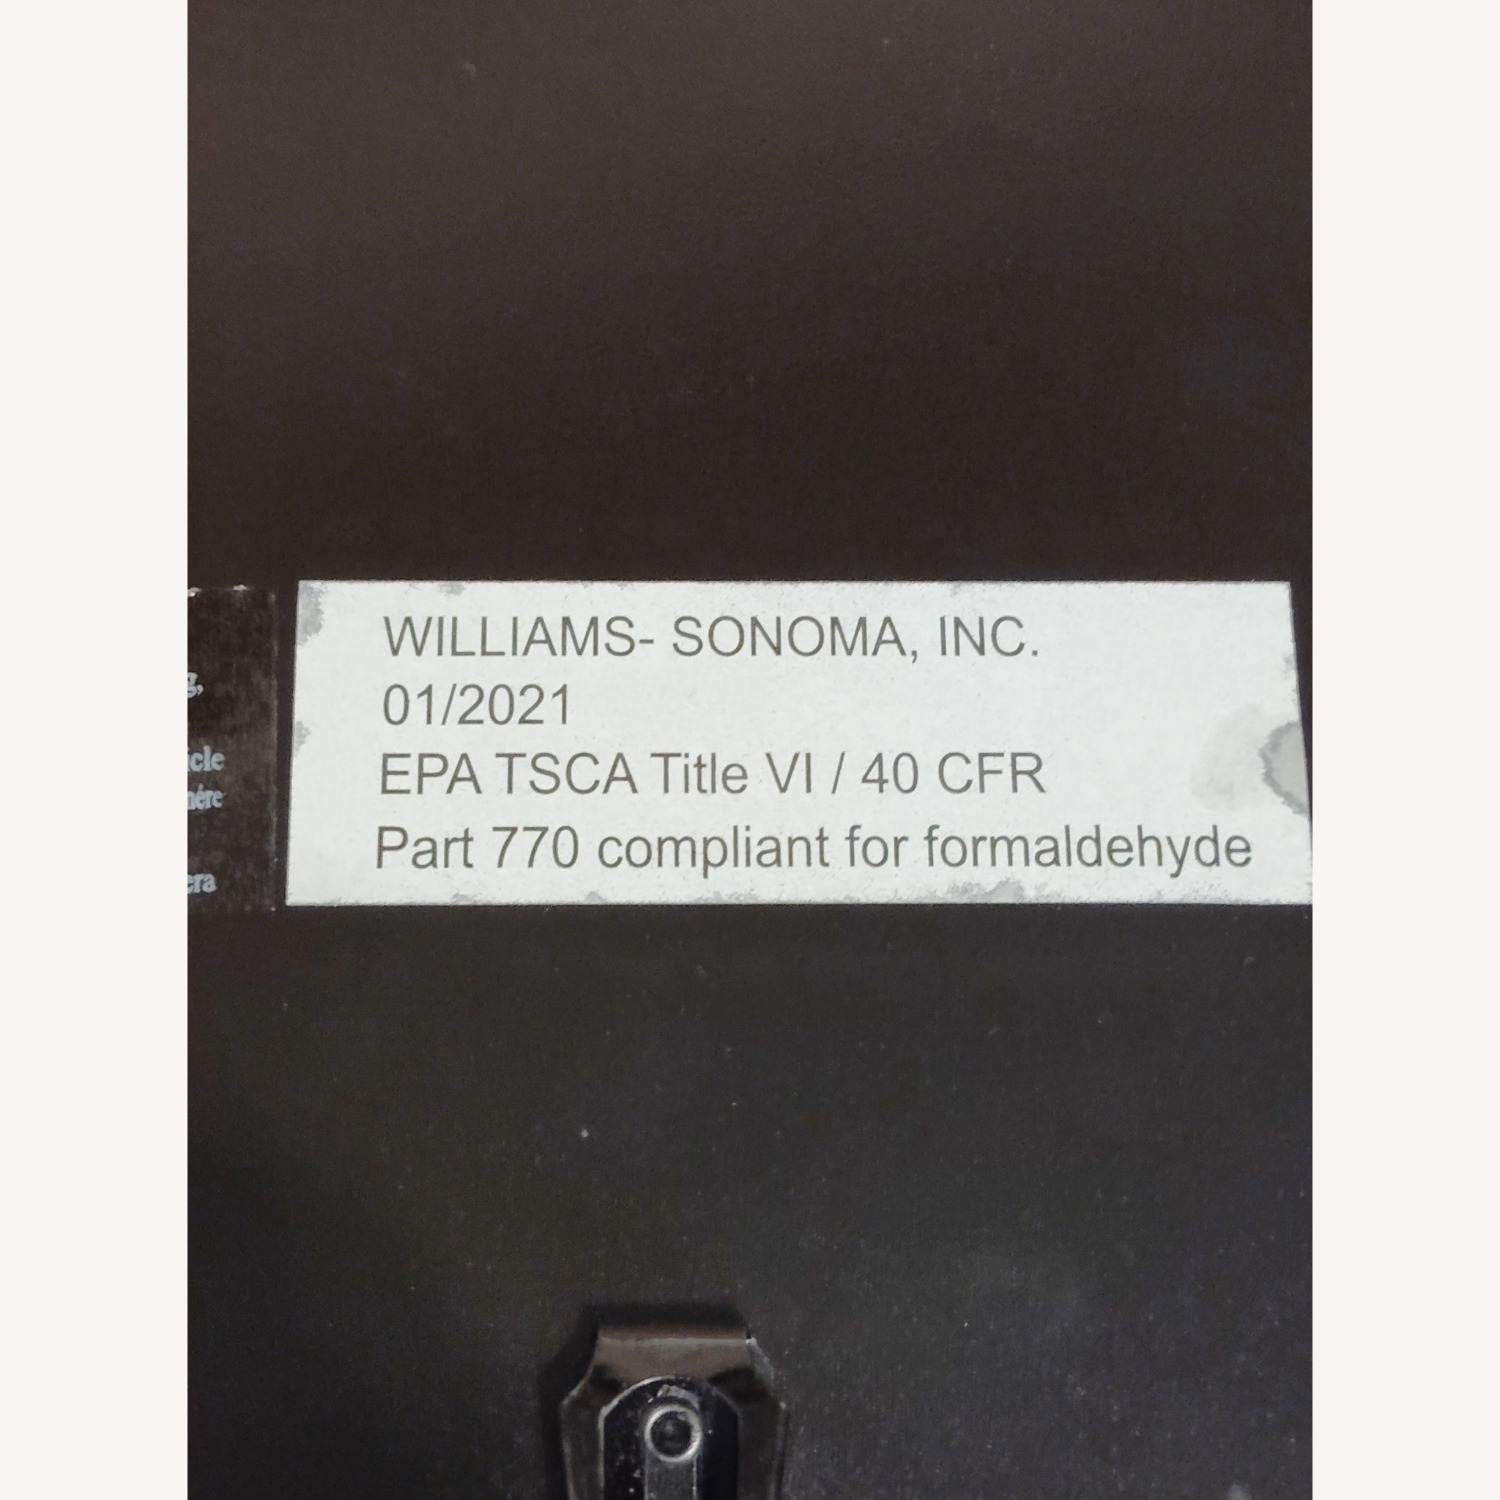 WILLIAMS- SONOMA, INC.
01/2021
EPA TSCA Title VI / 40 CFR
Part 770 compliant for formaldehyde